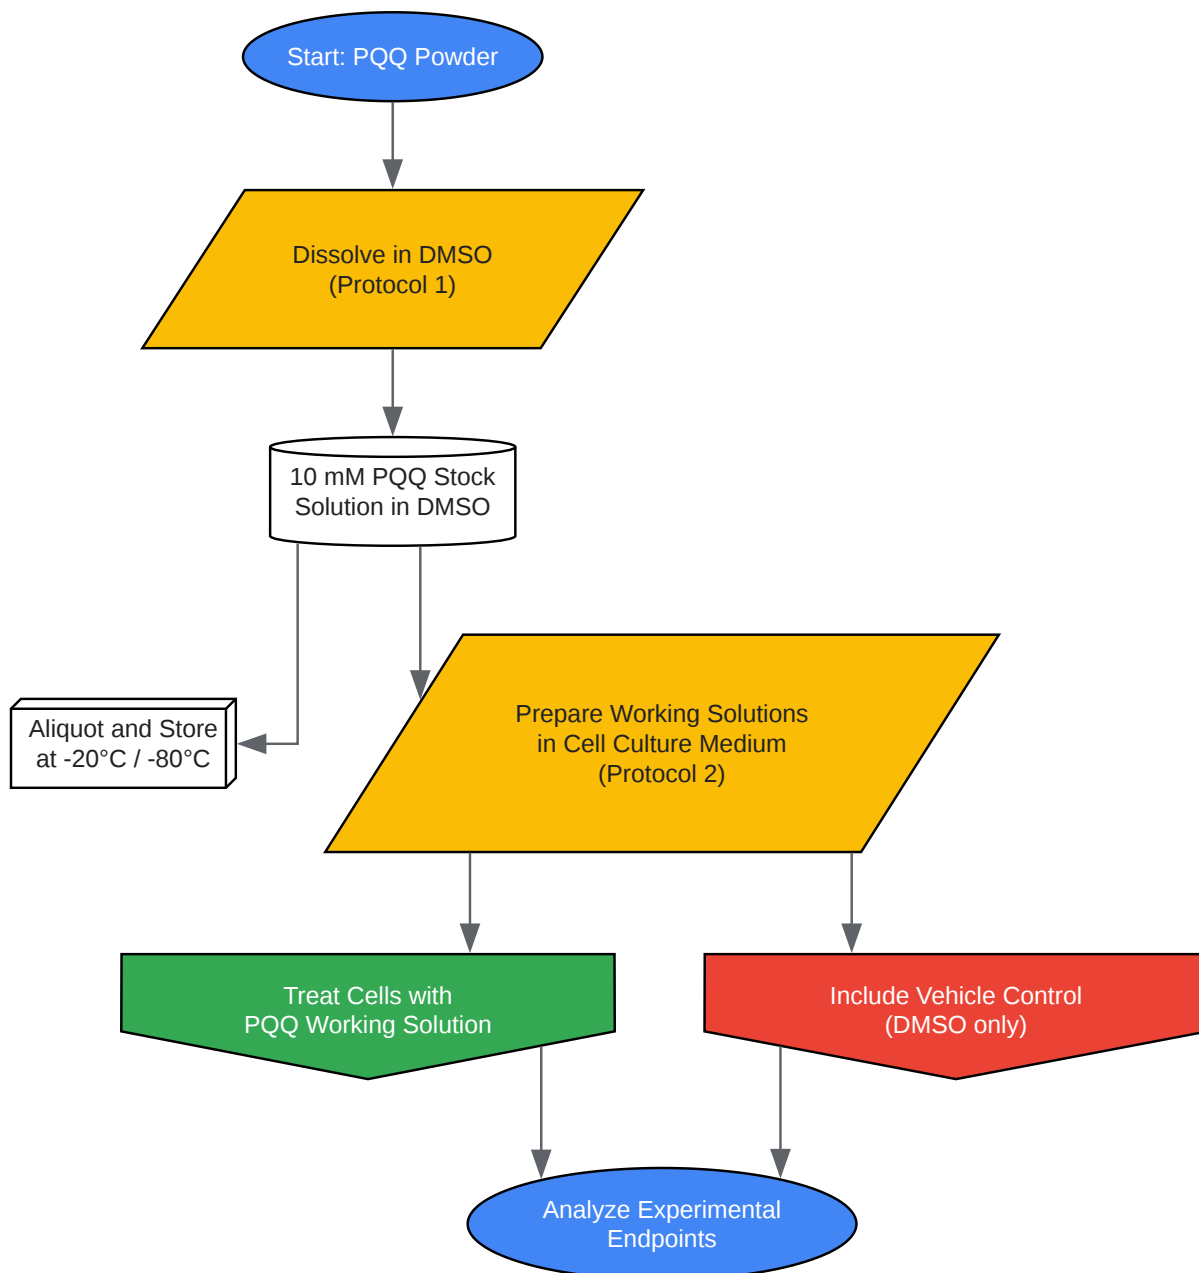 Start: PQQ Powder
Dissolve in DMSO
(Protocol 1)
10 mM PQQ Stock
Solution in DMSO
Aliquot and Store
at -20°C / -80°C
Prepare Working Solutions
in Cell Culture Medium
(Protocol 2)
Treat Cells with
PQQ Working Solution
Include Vehicle Control
(DMSO only)
Analyze Experimental
Endpoints